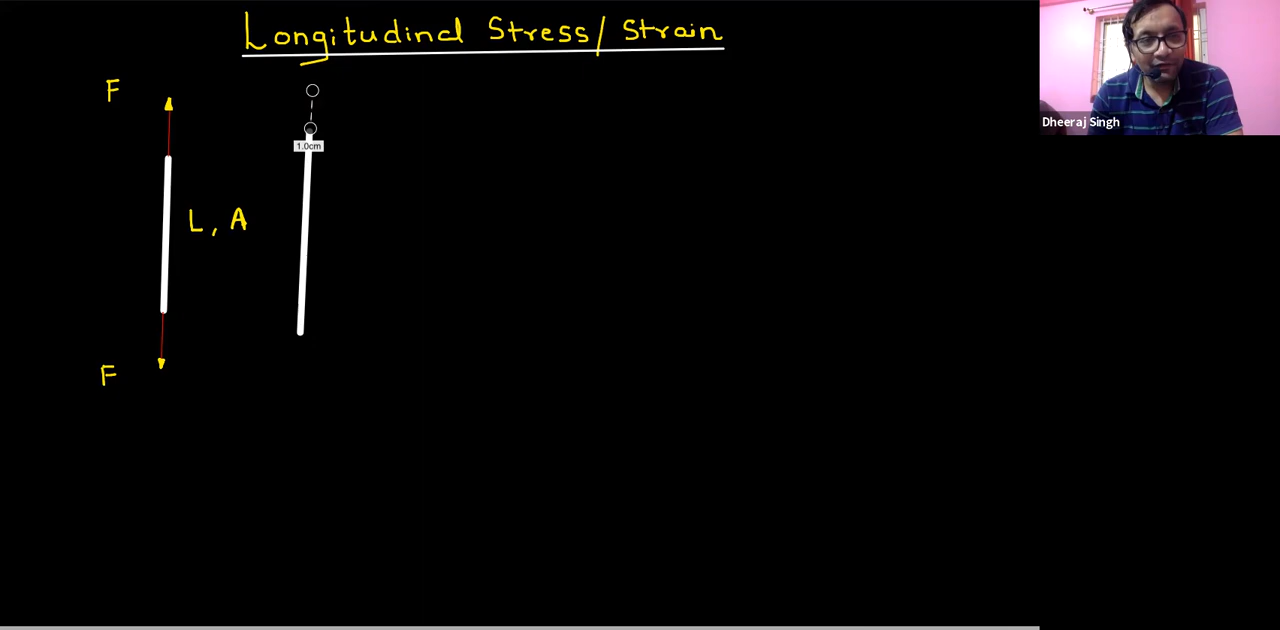 Longitudinal Stress/ Strain
F
1.0cm
L, A
F
Dheeraj Singh